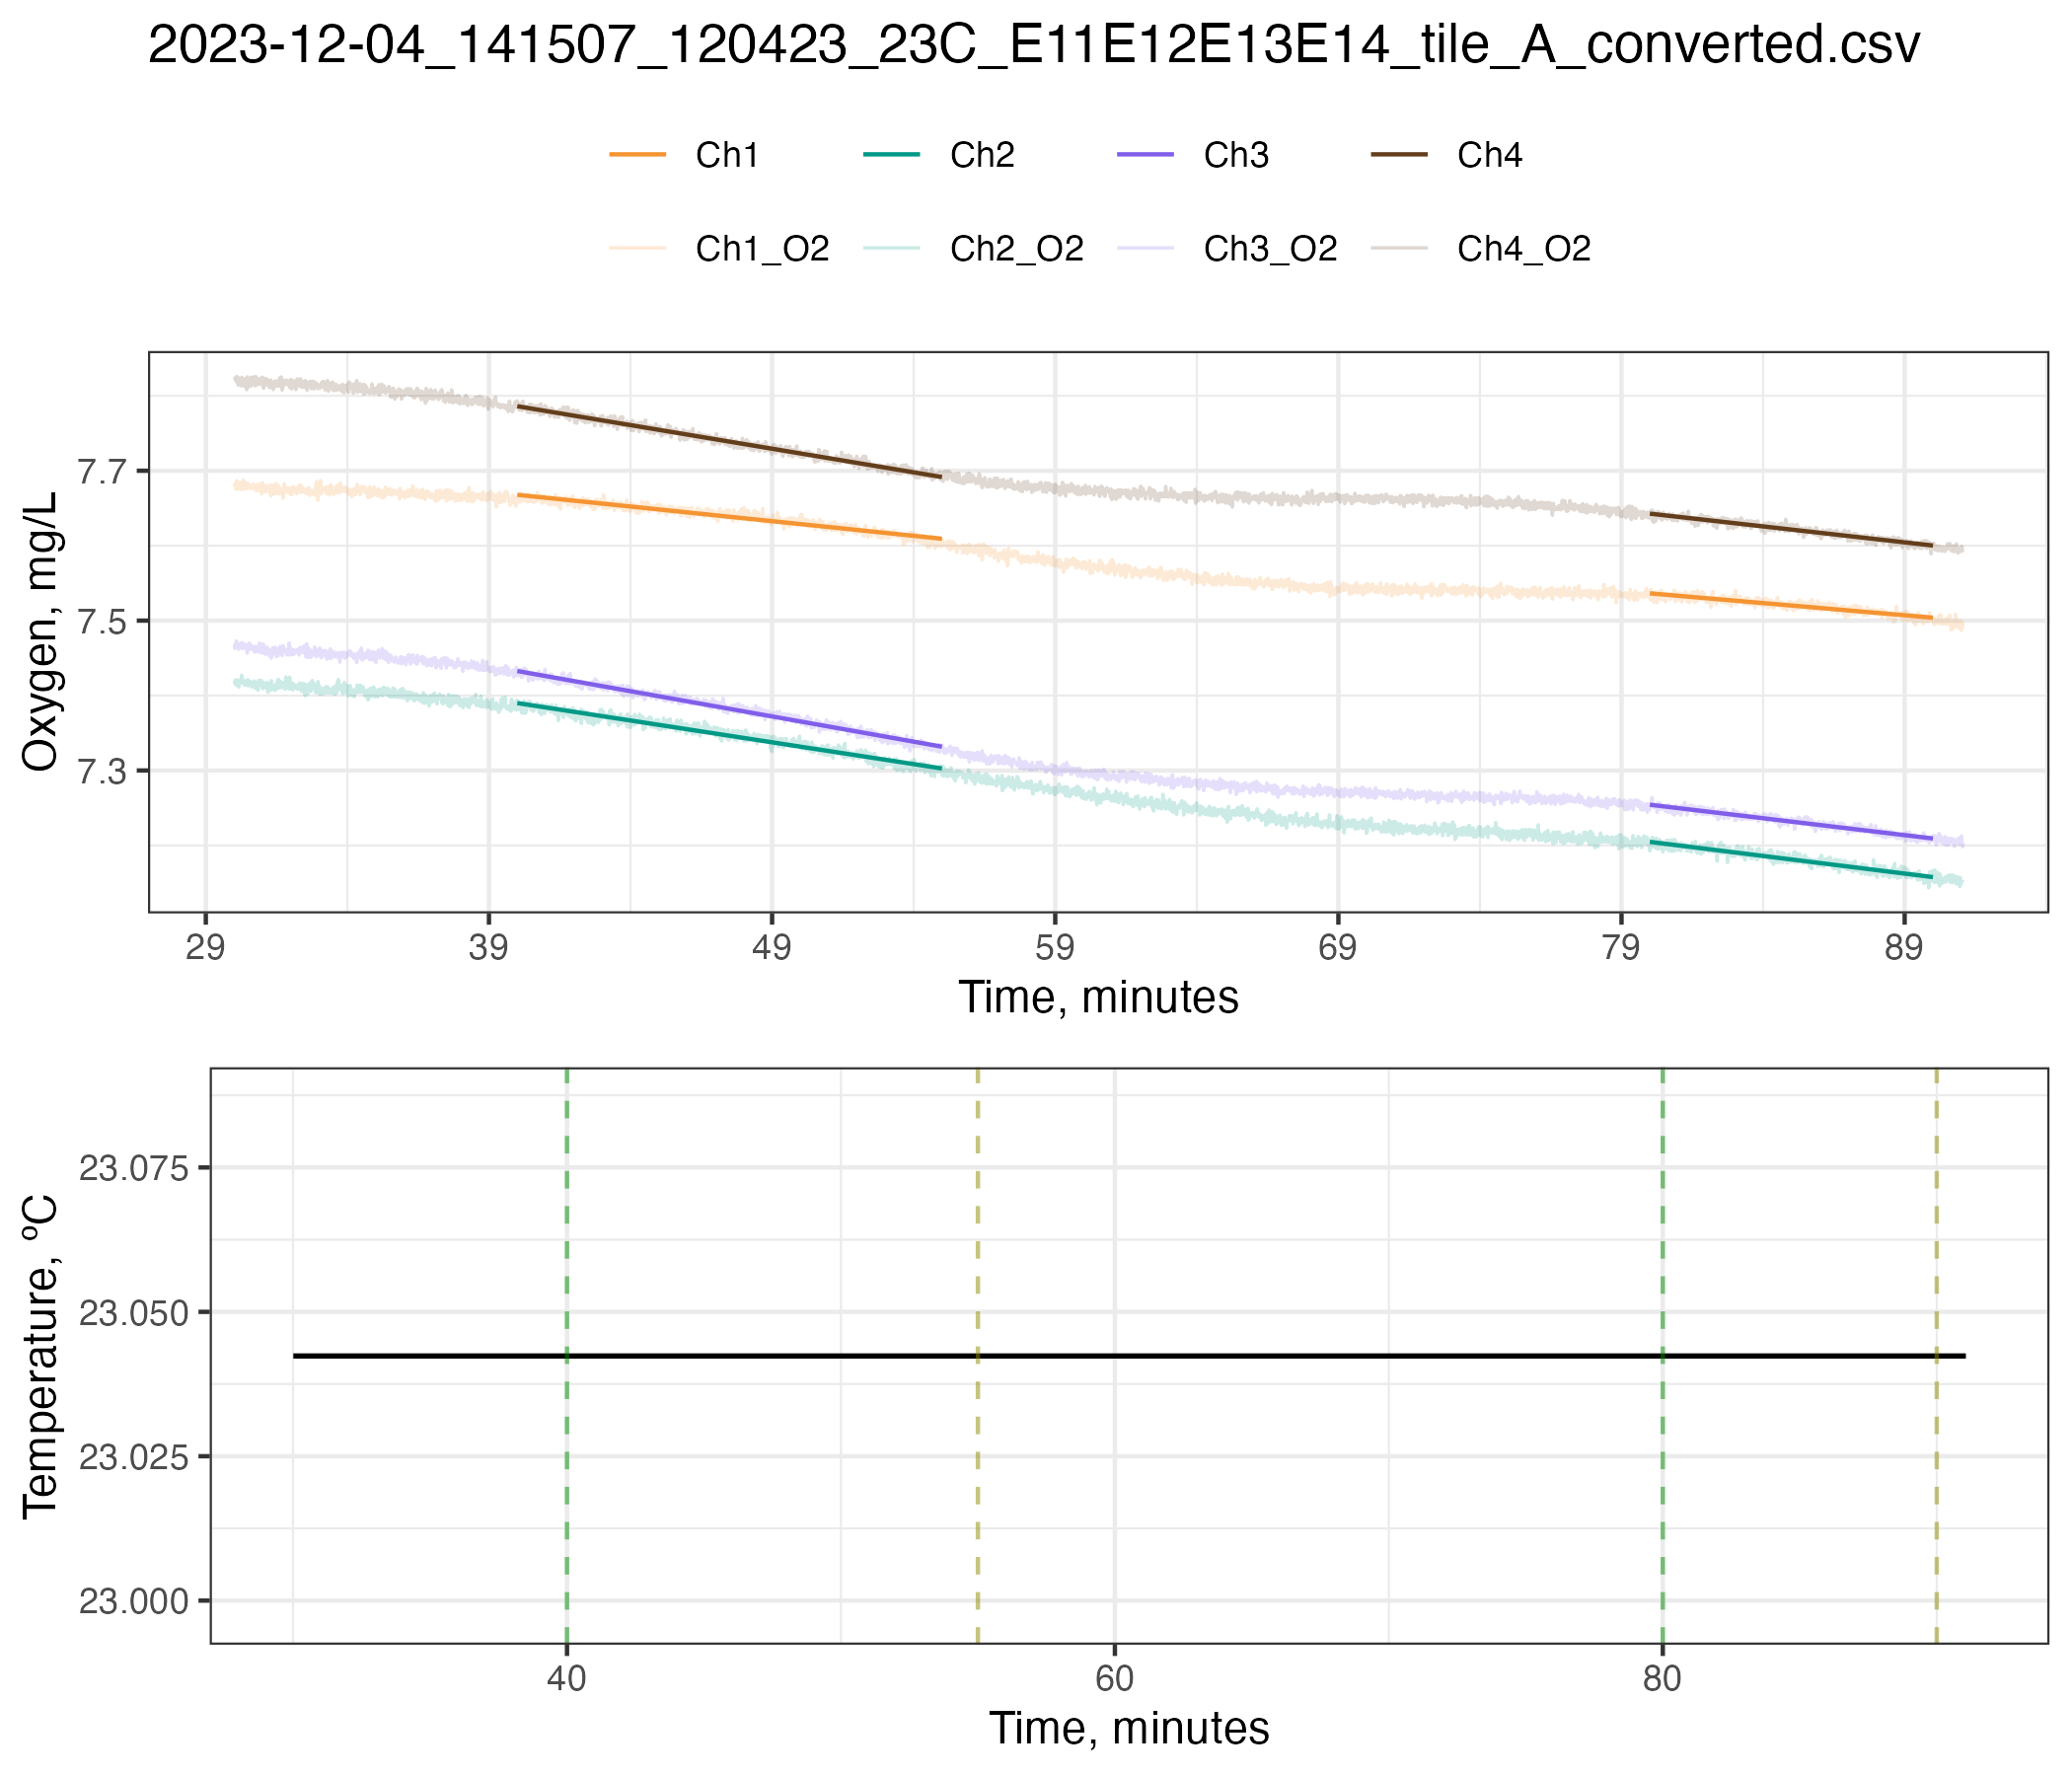 2023-12-04_141507_120423_23C_E11E12E13E14_tile_A_converted.csv
Ch1 Ch2 Ch3 Ch4
Ch1_O2 Ch2_O2 Ch3_O2 Ch4_O2
Oxygen, mg/L
7.7
7.5
7.3
29 39 49 59 69 79 89
Time, minutes
Temperature, ºC
23.075
23.050
23.025
23.000
40 60 80
Time, minutes